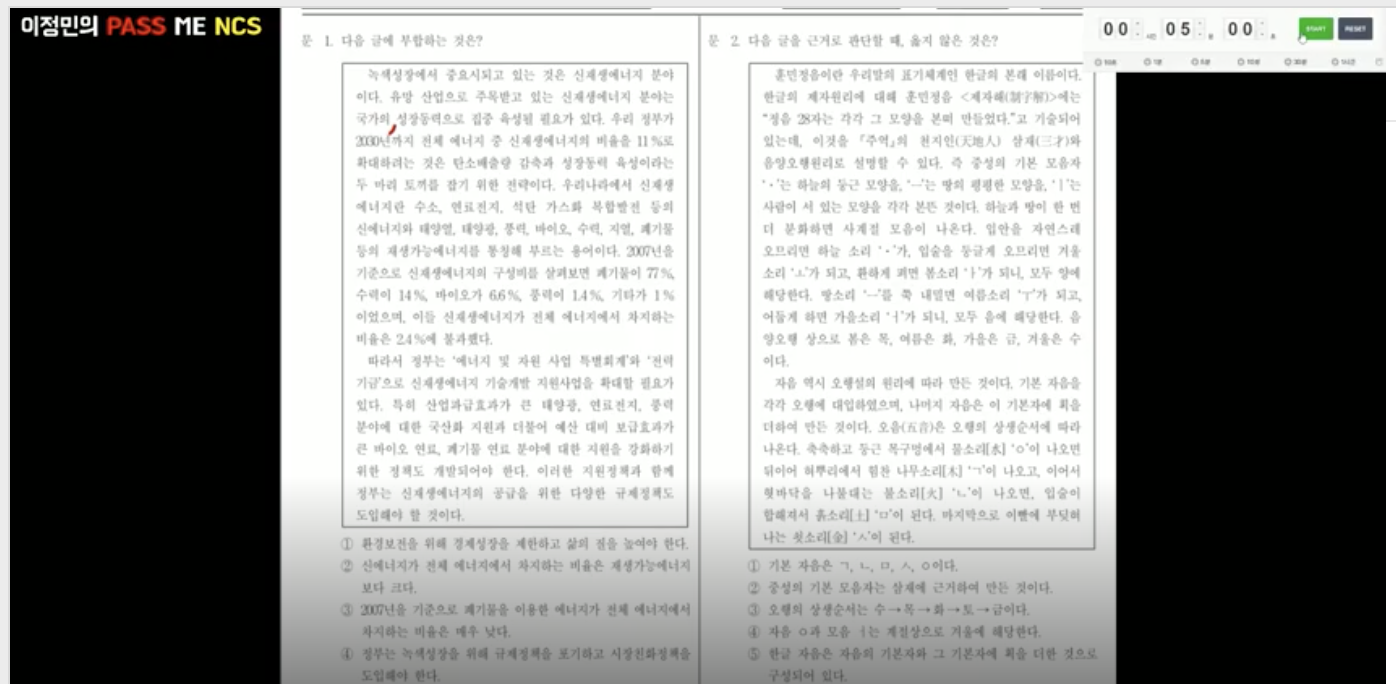 이정민의 PASS ME NCS
00 : 05 : 00
START RESET
문 1. 다음 글에 부합하는 것은?
녹색성장에서 중요시되고 있는 것은 신재생에너지 분야
이다. 유망 산업으로 주목받고 있는 신재생에너지 분야는
국가의 성장동력으로 집중 육성될 필요가 있다. 우리 정부가
2030년까지 전체 에너지 중 신재생에너지의 비율을 11%로
확대하려는 것은 탄소배출량 감축과 성장동력 육성이라는
두 마리 토끼를 잡기 위한 전략이다. 우리나라에서 신재생
에너지란 수소, 연료전지, 석탄 가스화 복합발전 등의
신에너지와 태양열, 태양광, 풍력, 바이오, 수력, 지열, 폐기물
등의 재생가능에너지를 통칭해 부르는 용어이다. 2007년을
기준으로 신재생에너지의 구성비를 살펴보면 폐기물이 77%,
수력이 14%, 바이오가 6.6%, 풍력이 1.4%, 기타가 1%
이었으며, 이들 신재생에너지가 전체 에너지에서 차지하는
비율은 2.4%에 불과했다.
따라서 정부는 '에너지 및 자원 사업 특별회계'와 '전력
기금'으로 신재생에너지 기술개발 지원사업을 확대할 필요가
있다. 특히 산업파급효과가 큰 태양광, 연료전지, 풍력
분야에 대한 국산화 지원과 더불어 예산 대비 보급효과가
큰 바이오 연료, 폐기물 연료 분야에 대한 지원을 강화하기
위한 정책도 개발되어야 한다. 이러한 지원정책과 함께
정부는 신재생에너지의 공급을 위한 다양한 규제정책도
도입해야 할 것이다.
① 환경보전을 위해 경제성장을 제한하고 삶의 질을 높여야 한다.
② 신에너지가 전체 에너지에서 차지하는 비율은 재생가능에너지
보다 크다.
③ 2007년을 기준으로 폐기물을 이용한 에너지가 전체 에너지에서
차지하는 비율은 매우 낮다.
④ 정부는 녹색성장을 위해 규제정책을 포기하고 시장친화정책을
도입해야 한다.
문 2. 다음 글을 근거로 판단할 때, 옳지 않은 것은?
훈민정음이란 우리말의 표기체계인 한글의 본래 이름이다.
한글의 제자원리에 대해 훈민정음 <제자해(制字解)>에는
"정음 28자는 각각 그 모양을 본떠 만들었다."고 기술되어
있는데, 이것을 『주역』의 천지인(天地人) 삼재(三才)와
음양오행원리로 설명할 수 있다. 즉 중성의 기본 모음자
'ㆍ'는 하늘의 둥근 모양을, 'ㅡ'는 땅의 평평한 모양을, 'ㅣ'는
사람이 서 있는 모양을 각각 본뜬 것이다. 하늘과 땅이 한 번
더 분화하면 사계절 모음이 나온다. 입안을 자연스레
오므리면 하늘 소리 'ㆍ'가, 입술을 둥글게 오므리면 겨울
소리 'ㅗ'가 되고, 환하게 펴면 봄소리 'ㅏ'가 되니, 모두 양에
해당한다. 땅소리 'ㅡ'를 쭉 내밀면 여름소리 'ㅜ'가 되고,
어둡게 하면 가을소리 'ㅓ'가 되니, 모두 음에 해당한다. 음
양오행 상으로 봄은 목, 여름은 화, 가을은 금, 겨울은 수
이다.
자음 역시 오행설의 원리에 따라 만든 것이다. 기본 자음을
각각 오행에 대입하였으며, 나머지 자음은 이 기본자에 획을
더하여 만든 것이다. 오음(五音)은 오행의 상생순서에 따라
나온다. 축축하고 둥근 목구멍에서 물소리[水] 'ㅇ'이 나오면
뒤이어 혀뿌리에서 힘찬 나무소리[木] 'ㄱ'이 나오고, 이어서
혓바닥을 나불대는 불소리[火] 'ㄴ'이 나오면, 입술이
합해져서 흙소리[土] 'ㅁ'이 된다. 마지막으로 이빨에 부딪혀
나는 쇳소리[金] 'ㅅ'이 된다.
① 기본 자음은 ㄱ, ㄴ, ㅁ, ㅅ, ㅇ이다.
② 중성의 기본 모음자는 삼재에 근거하여 만든 것이다.
③ 오행의 상생순서는 수→목→화→토→금이다.
④ 자음 ㅇ과 모음 ㅓ는 계절상으로 겨울에 해당한다.
⑤ 한글 자음은 자음의 기본자와 그 기본자에 획을 더한 것으로
구성되어 있다.